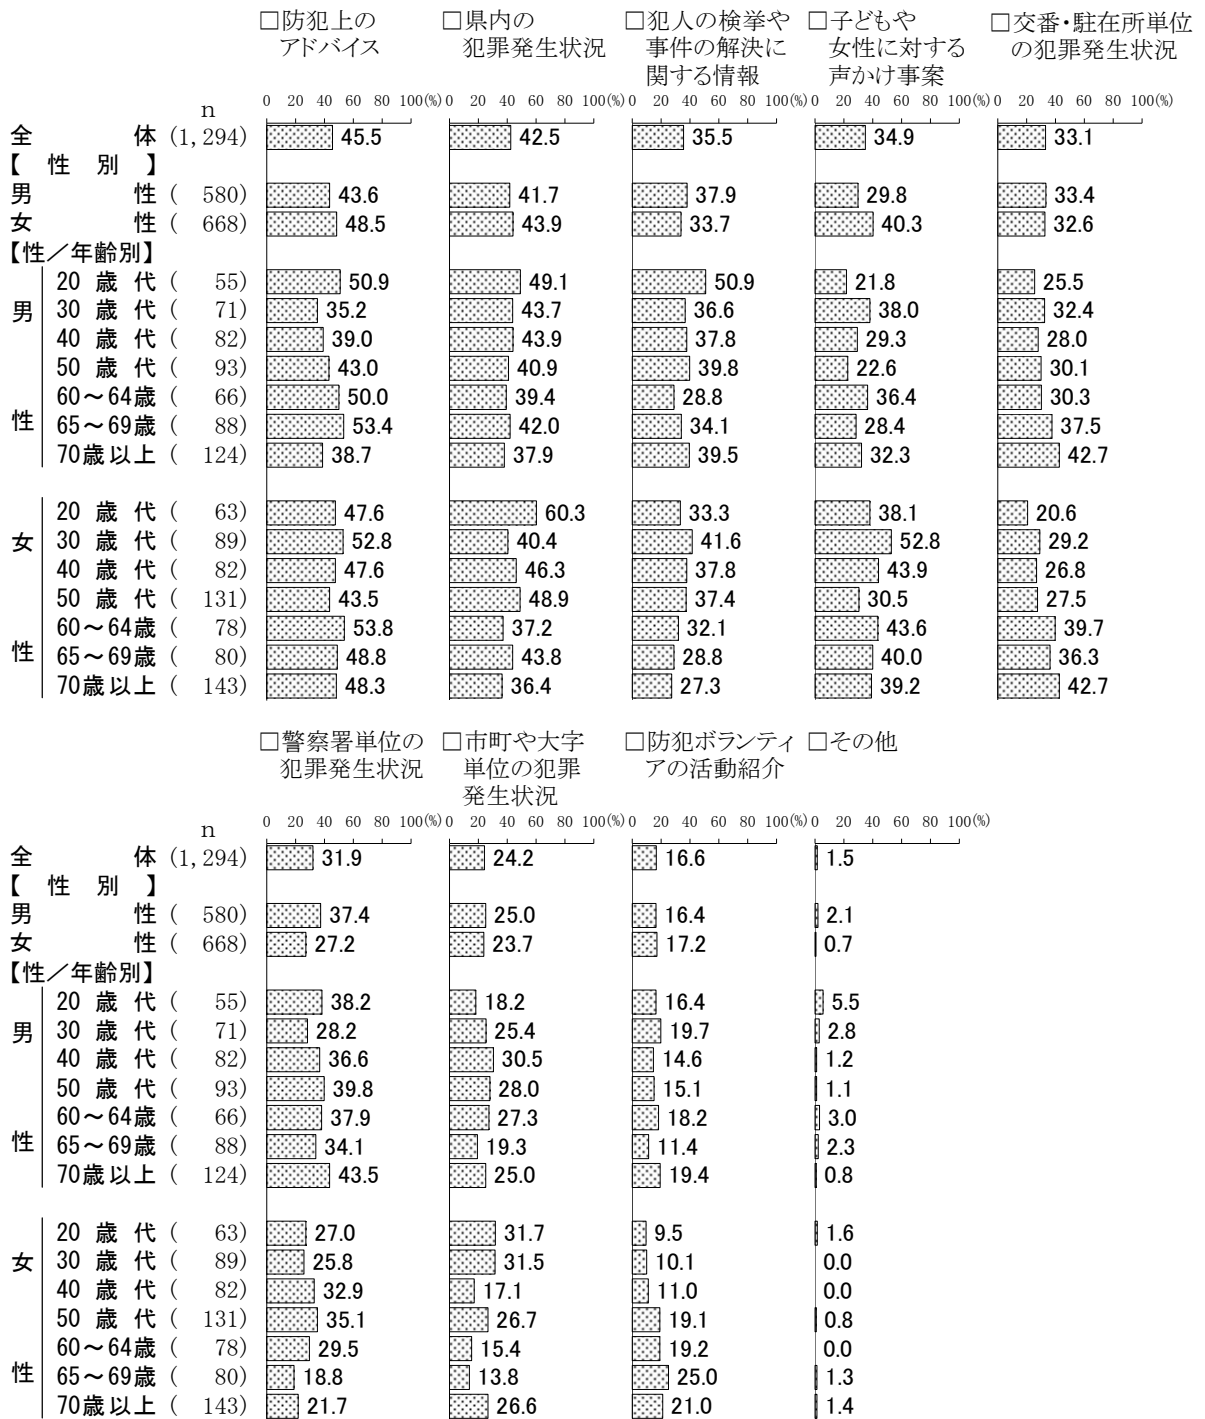 □防犯上の アドバイス
□県内の 犯罪発生状況
□犯人の検挙や 事件の解決に 関する情報
□子どもや 女性に対する 声かけ事案
□交番・駐在所単位 の犯罪発生状況
n 0 20 40 60 80 100(%) 0 20 40 60 80 100(%) 0 20 40 60 80 100(%) 0 20 40 60 80 100(%) 0 20 40 60 80 100(%)
全体 (1,294) 45.5 42.5 35.5 34.9 33.1
【性別】
男性 (580) 43.6 41.7 37.9 29.8 33.4
女性 (668) 48.5 43.9 33.7 40.3 32.6
【性／年齢別】
男性
20歳代 (55) 50.9 49.1 50.9 21.8 25.5
30歳代 (71) 35.2 43.7 36.6 38.0 32.4
40歳代 (82) 39.0 43.9 37.8 29.3 28.0
50歳代 (93) 43.0 40.9 39.8 22.6 30.1
60～64歳 (66) 50.0 39.4 28.8 36.4 30.3
65～69歳 (88) 53.4 42.0 34.1 28.4 37.5
70歳以上 (124) 38.7 37.9 39.5 32.3 42.7
女性
20歳代 (63) 47.6 60.3 33.3 38.1 20.6
30歳代 (89) 52.8 40.4 41.6 52.8 29.2
40歳代 (82) 47.6 46.3 37.8 43.9 26.8
50歳代 (131) 43.5 48.9 37.4 30.5 27.5
60～64歳 (78) 53.8 37.2 32.1 43.6 39.7
65～69歳 (80) 48.8 43.8 28.8 40.0 36.3
70歳以上 (143) 48.3 36.4 27.3 39.2 42.7
□警察署単位の 犯罪発生状況
□市町や大字 単位の犯罪 発生状況
□防犯ボランティ アの活動紹介
□その他
n 0 20 40 60 80 100(%) 0 20 40 60 80 100(%) 0 20 40 60 80 100(%) 0 20 40 60 80 100(%)
全体 (1,294) 31.9 24.2 16.6 1.5
【性別】
男性 (580) 37.4 25.0 16.4 2.1
女性 (668) 27.2 23.7 17.2 0.7
【性／年齢別】
男性
20歳代 (55) 38.2 18.2 16.4 5.5
30歳代 (71) 28.2 25.4 19.7 2.8
40歳代 (82) 36.6 30.5 14.6 1.2
50歳代 (93) 39.8 28.0 15.1 1.1
60～64歳 (66) 37.9 27.3 18.2 3.0
65～69歳 (88) 34.1 19.3 11.4 2.3
70歳以上 (124) 43.5 25.0 19.4 0.8
女性
20歳代 (63) 27.0 31.7 9.5 1.6
30歳代 (89) 25.8 31.5 10.1 0.0
40歳代 (82) 32.9 17.1 11.0 0.0
50歳代 (131) 35.1 26.7 19.1 0.8
60～64歳 (78) 29.5 15.4 19.2 0.0
65～69歳 (80) 18.8 13.8 25.0 1.3
70歳以上 (143) 21.7 26.6 21.0 1.4